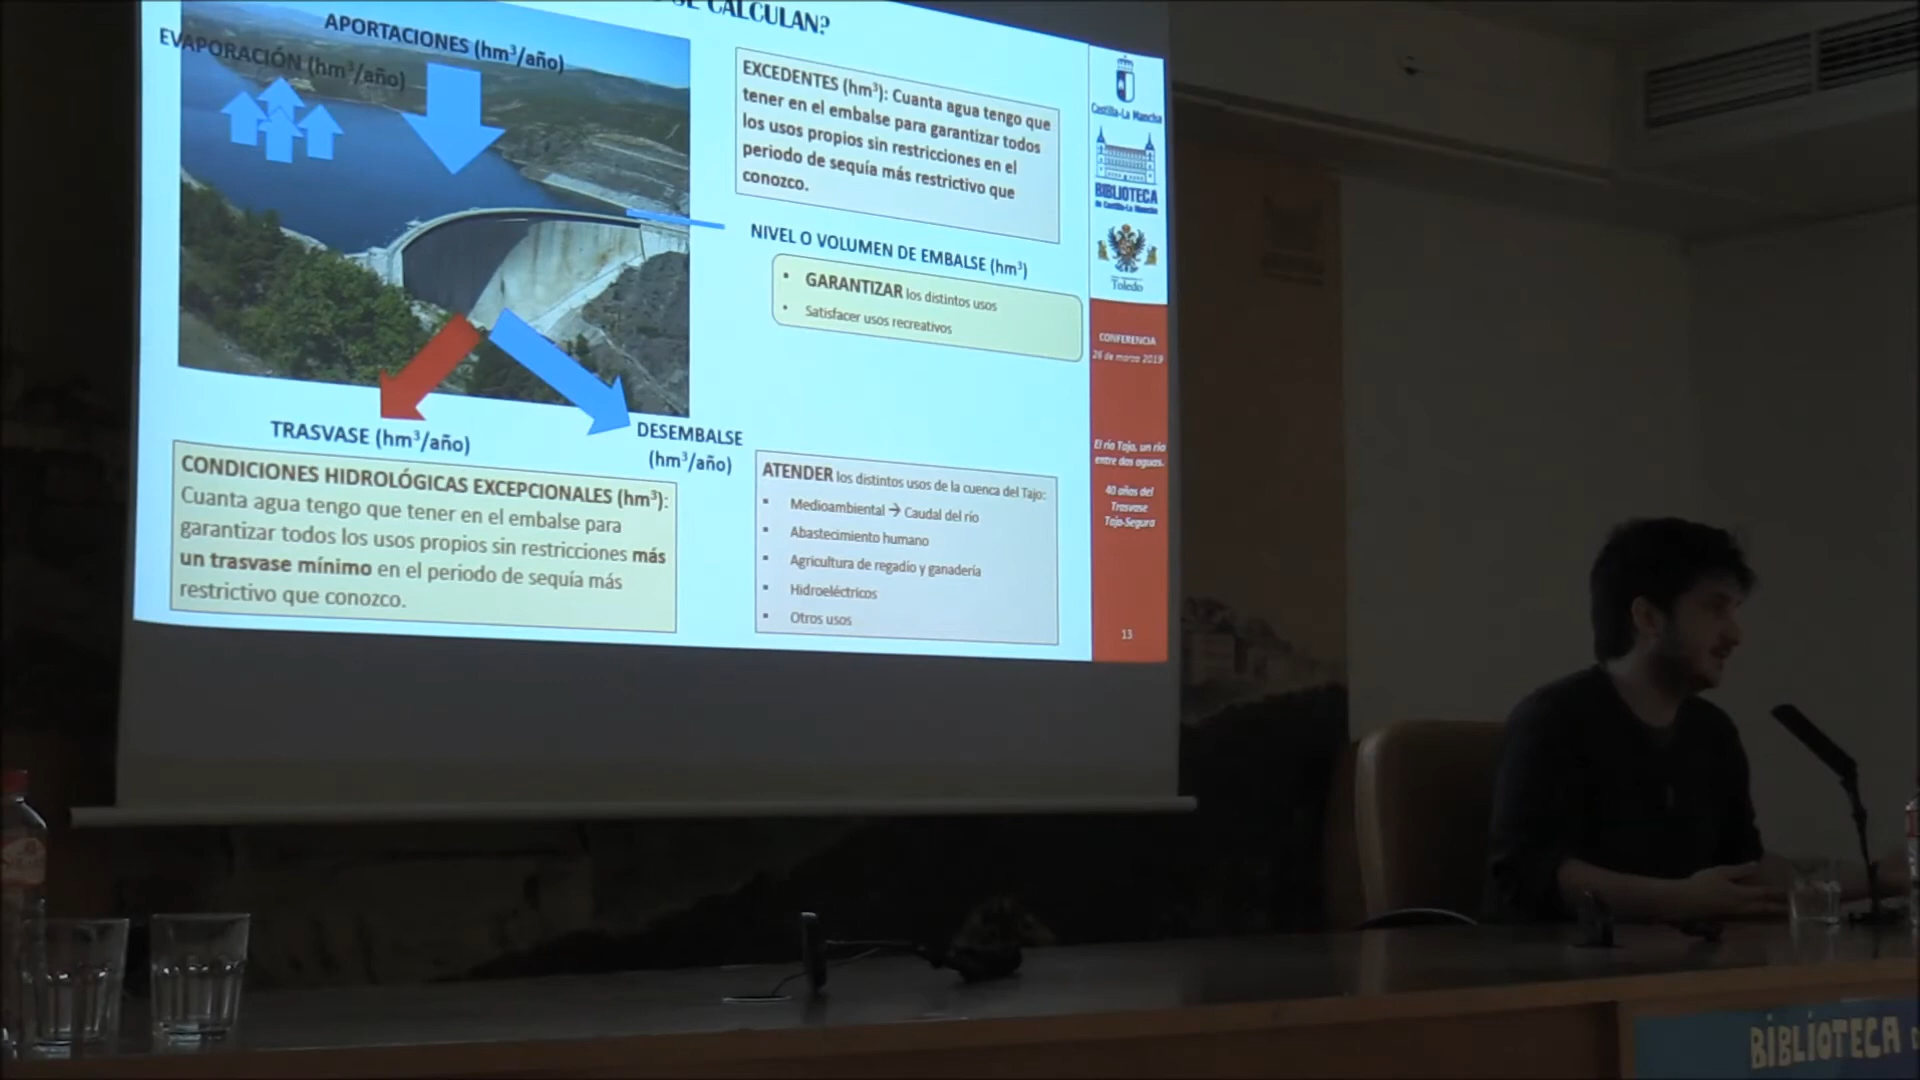 SE CALCULAN?
APORTACIONES (hm³/año)
EVAPORACIÓN (hm³/año)
EXCEDENTES (hm³): Cuanta agua tengo que
tener en el embalse para garantizar todos
los usos propios sin restricciones en el
periodo de sequía más restrictivo que
conozco.
NIVEL O VOLUMEN DE EMBALSE (hm³)
• GARANTIZAR los distintos usos
• Satisfacer usos recreativos
TRASVASE (hm³/año)
DESEMBALSE
(hm³/año)
CONDICIONES HIDROLÓGICAS EXCEPCIONALES (hm³):
Cuanta agua tengo que tener en el embalse para
garantizar todos los usos propios sin restricciones más
un trasvase mínimo en el periodo de sequía más
restrictivo que conozco.
ATENDER los distintos usos de la cuenca del Tajo:
▪ Medioambiental → Caudal del río
▪ Abastecimiento humano
▪ Agricultura de regadío y ganadería
▪ Hidroeléctricos
▪ Otros usos
Castilla-La Mancha
BIBLIOTECA
de Castilla-La Mancha
Toledo
CONFERENCIA
26 de marzo 2019
El río Tajo, un río
entre dos aguas.
40 años del
Trasvase
Tajo-Segura
13
BIBLIOTECA